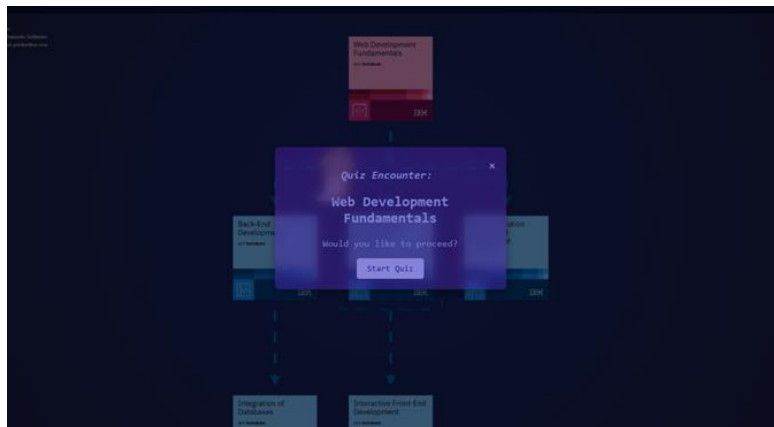 Web Development
Fundamentals
IBM
×
Quiz Encounter:
Web Development
Fundamentals
Would you like to proceed?
Start Quiz
Back-End
IBM
IBM
IBM
Integration of
Databases
Interactive Front-End
Development